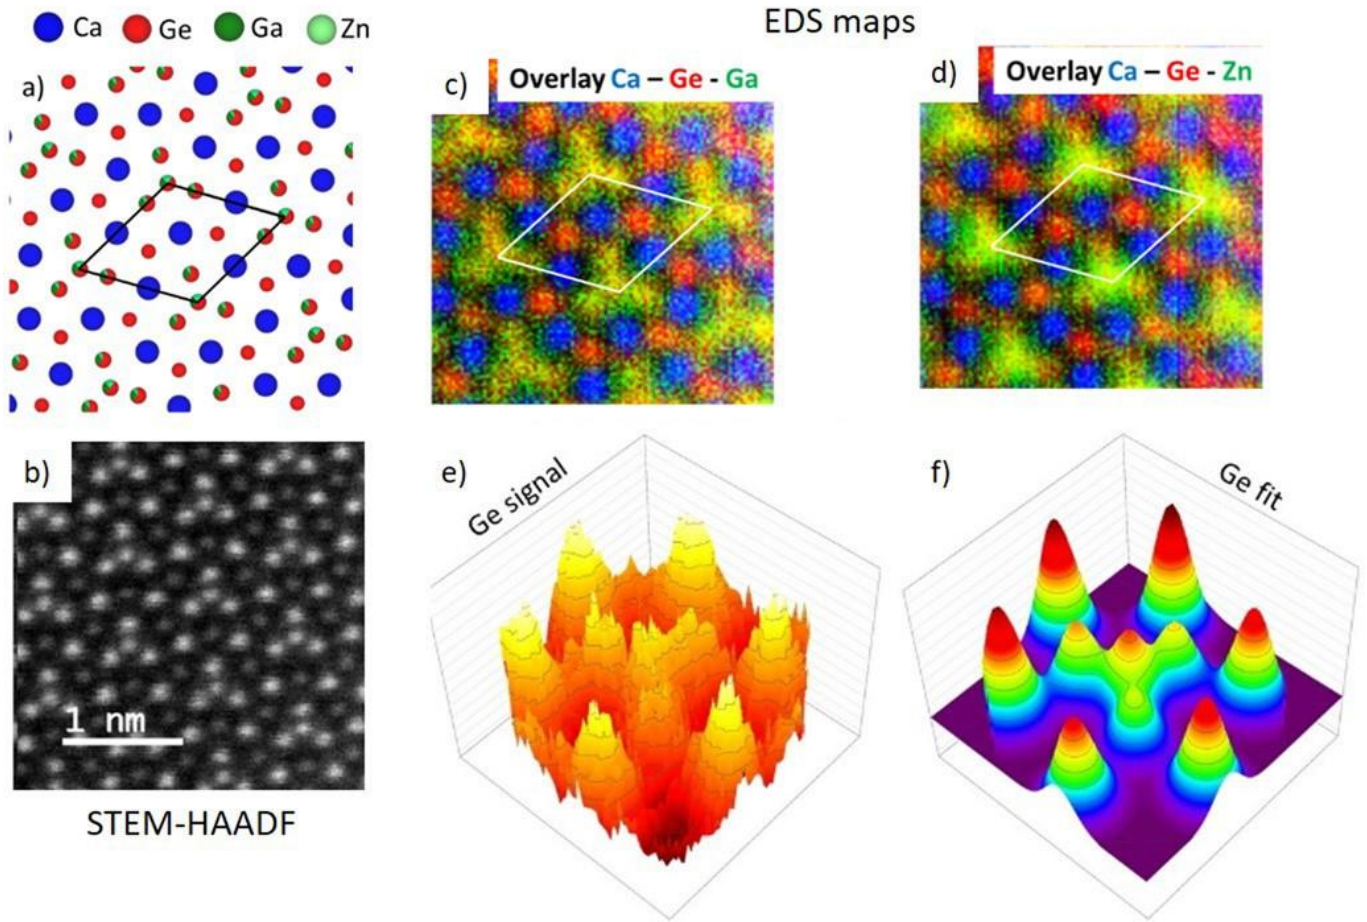 EDS maps
Ca Ge Ga Zn
a)
c)
Overlay Ca – Ge - Ga
d)
Overlay Ca – Ge - Zn
b)
1 nm
STEM-HAADF
e)
Ge signal
f)
Ge fit